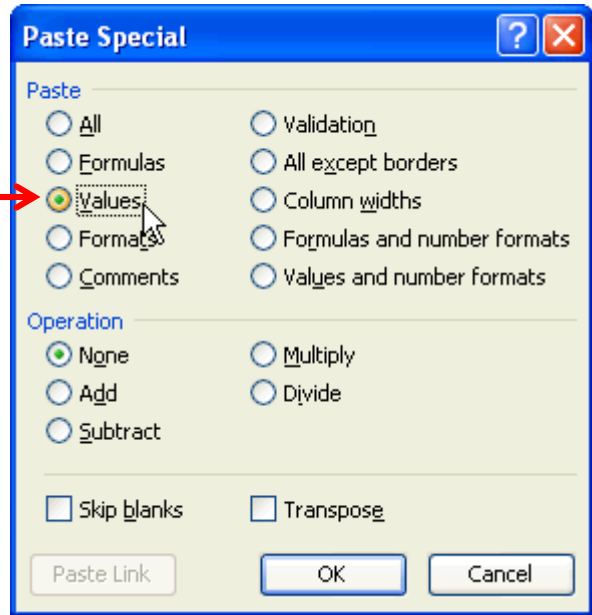 Paste Special
Paste
All
Validation
Formulas
All except borders
Values
Column widths
Formats
Formulas and number formats
Comments
Values and number formats
Operation
None
Multiply
Add
Divide
Subtract
Skip blanks
Transpose
Paste Link
OK
Cancel